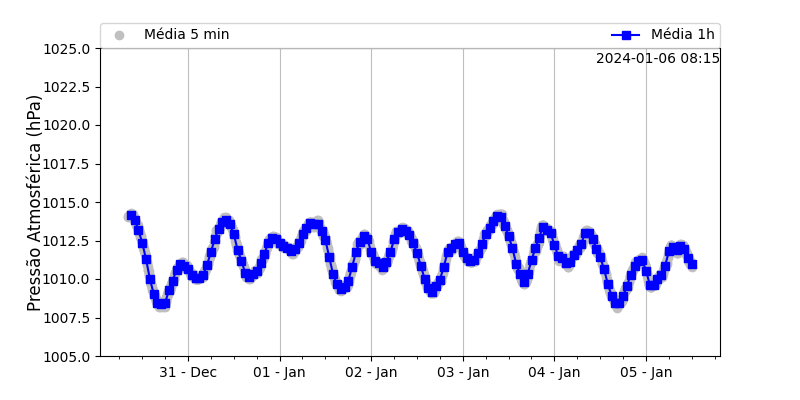 Média 5 min
Média 1h
2024-01-06 08:15
Pressão Atmosférica (hPa)
1025.0
1022.5
1020.0
1017.5
1015.0
1012.5
1010.0
1007.5
1005.0
31 - Dec
01 - Jan
02 - Jan
03 - Jan
04 - Jan
05 - Jan